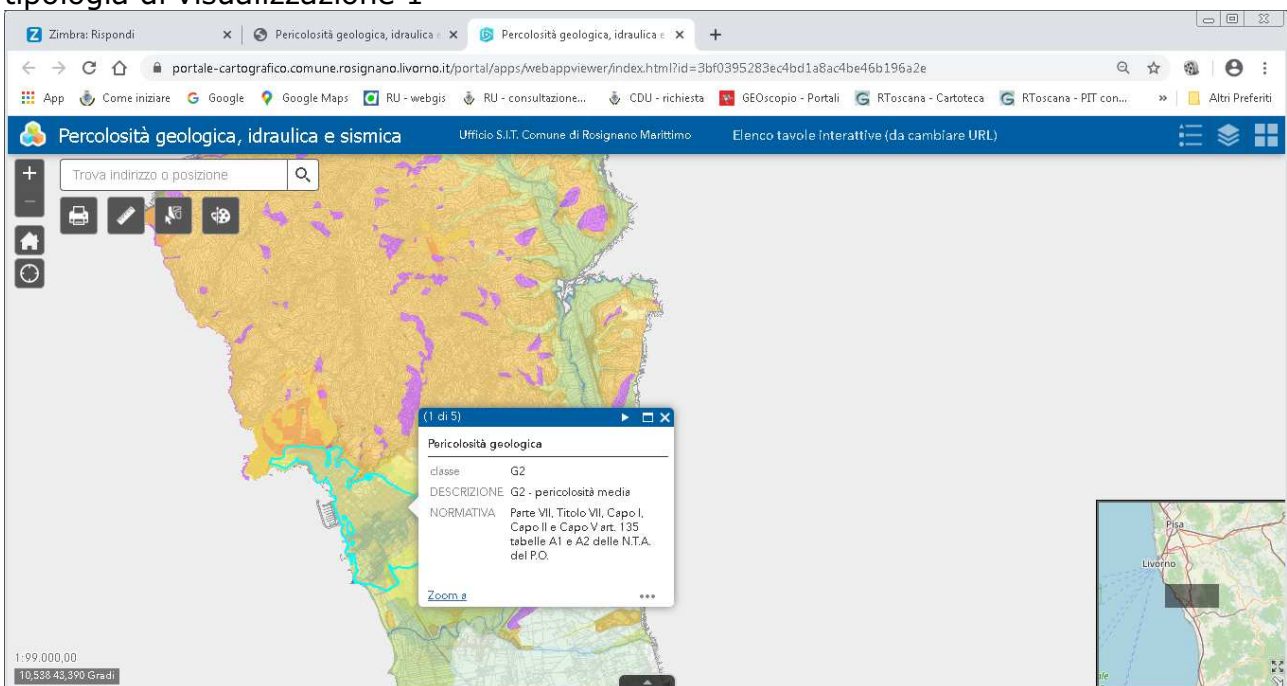 tipologia di visualizzazione 1
Zimbra: Rispondi
Pericolosità geologica, idraulica e
Percolosità geologica, idraulica e
portale-cartografico.comune.rosignano.livorno.it/portal/apps/webappviewer/index.html?id=3bf0395283ec4bd1a8ac4be46b196a2e
App Come iniziare Google Google Maps RU - webgis RU - consultazione... CDU - richiesta GEOscopio - Portali RToscana - Cartoteca RToscana - PIT con... » Altri Preferiti
Percolosità geologica, idraulica e sismica Ufficio S.I.T. Comune di Rosignano Marittimo Elenco tavole interattive (da cambiare URL)
Trova indirizzo o posizione
(1 di 5)
Pericolosità geologica
classe G2
DESCRIZIONE G2 - pericolosità media
NORMATIVA Parte VII, Titolo VII, Capo I,
Capo II e Capo V art. 135
tabelle A1 e A2 delle N.T.A.
del P.O.
Zoom a
Pisa
Livorno
1:99.000,00
10,538 43,390 Gradi